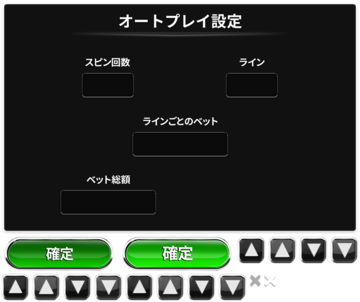 オートプレイ設定
スピン回数
ライン
ラインごとのベット
ベット総額
確定
確定